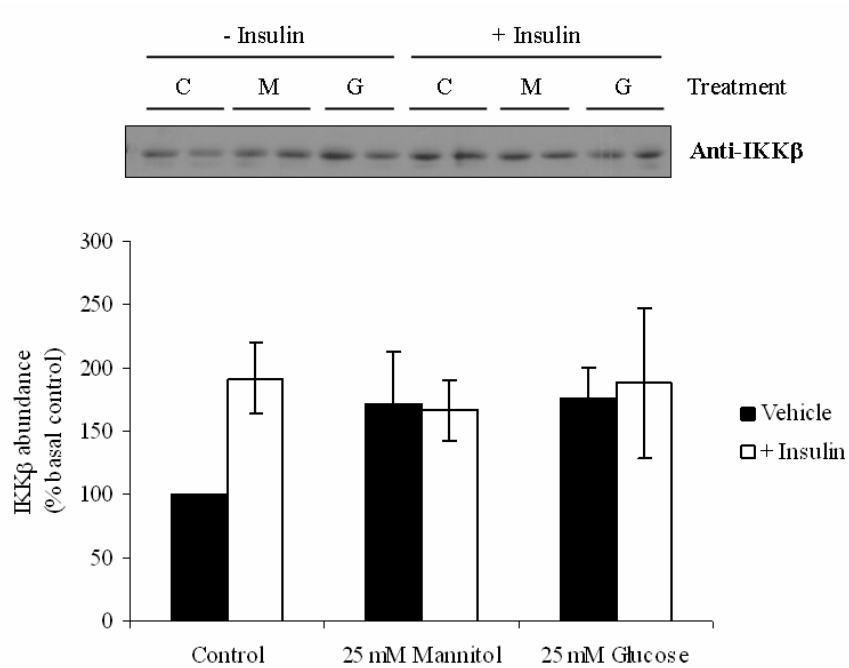 - Insulin + Insulin
C M G C M G Treatment
Anti-IKKβ
300
250
200
150
100
50
0
IKKβ abundance
(% basal control)
Vehicle
+ Insulin
Control 25 mM Mannitol 25 mM Glucose